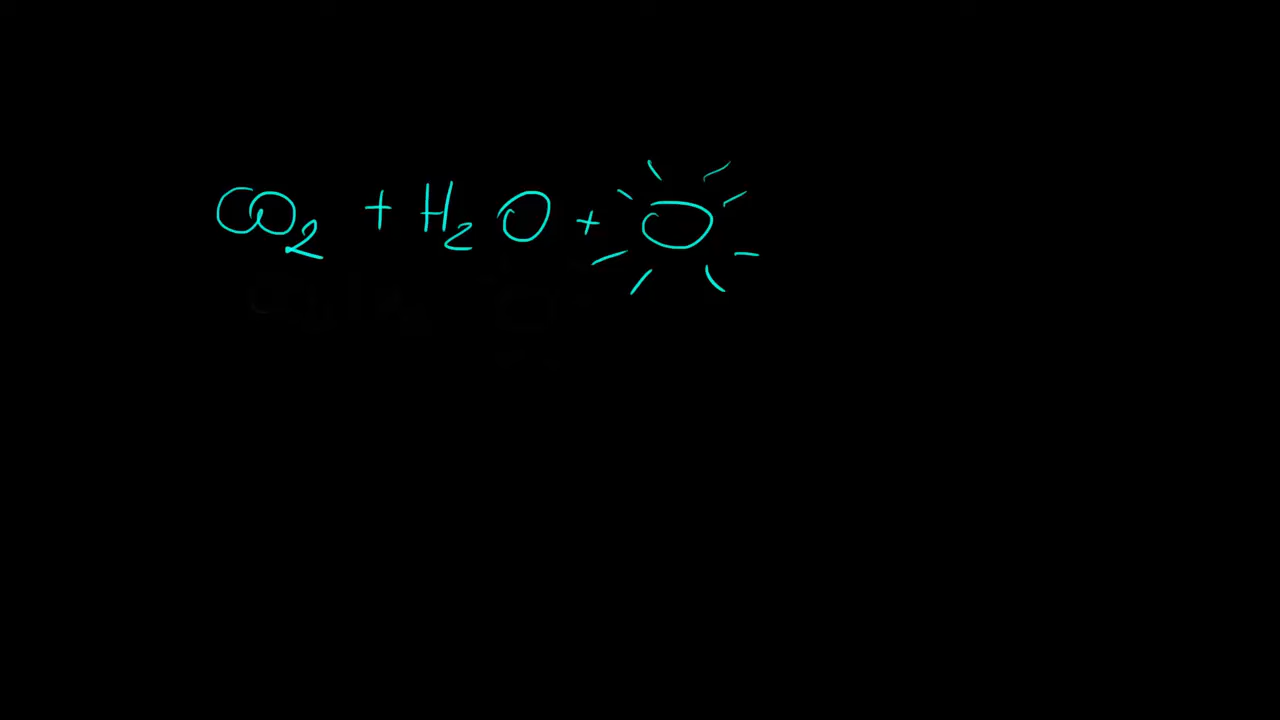 CO₂ + H₂O +